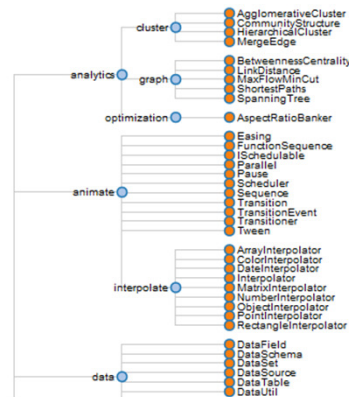 AgglomerativeCluster
cluster CommunityStructure
HierarchicalCluster
MergeEdge
BetweennessCentrality
LinkDistance
analytics graph MaxFlowMinCut
ShortestPaths
SpanningTree
optimization AspectRatioBanker
Easing
FunctionSequence
ISchedulable
Parallel
Pause
animate Scheduler
Sequence
Transition
TransitionEvent
Transitioner
Tween
ArrayInterpolator
ColorInterpolator
DateInterpolator
Interpolator
interpolate MatrixInterpolator
NumberInterpolator
ObjectInterpolator
PointInterpolator
RectangleInterpolator
DataField
DataSchema
DataSet
data DataSource
DataTable
DataUtil